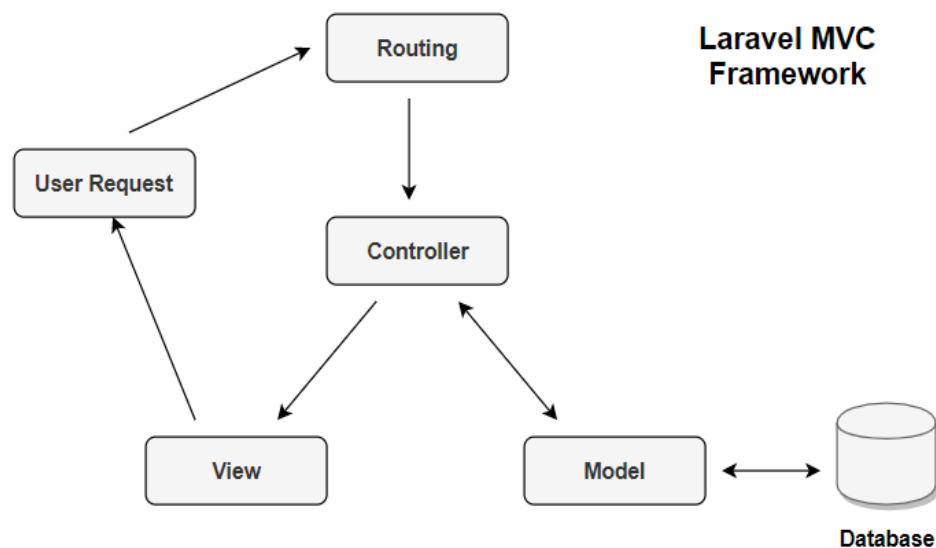 Routing
Laravel MVC
Framework
User Request
Controller
View
Model
Database